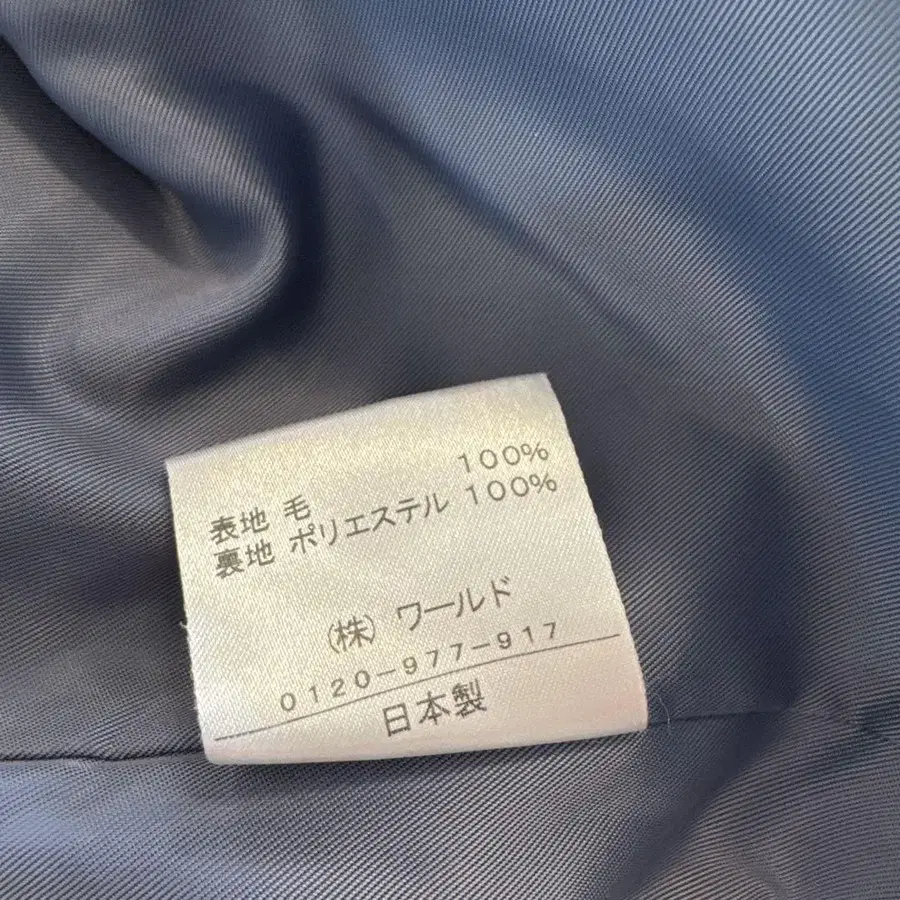 表地 毛 100%
裏地 ポリエステル 100%
(株) ワールド
0120-977-917
日本製